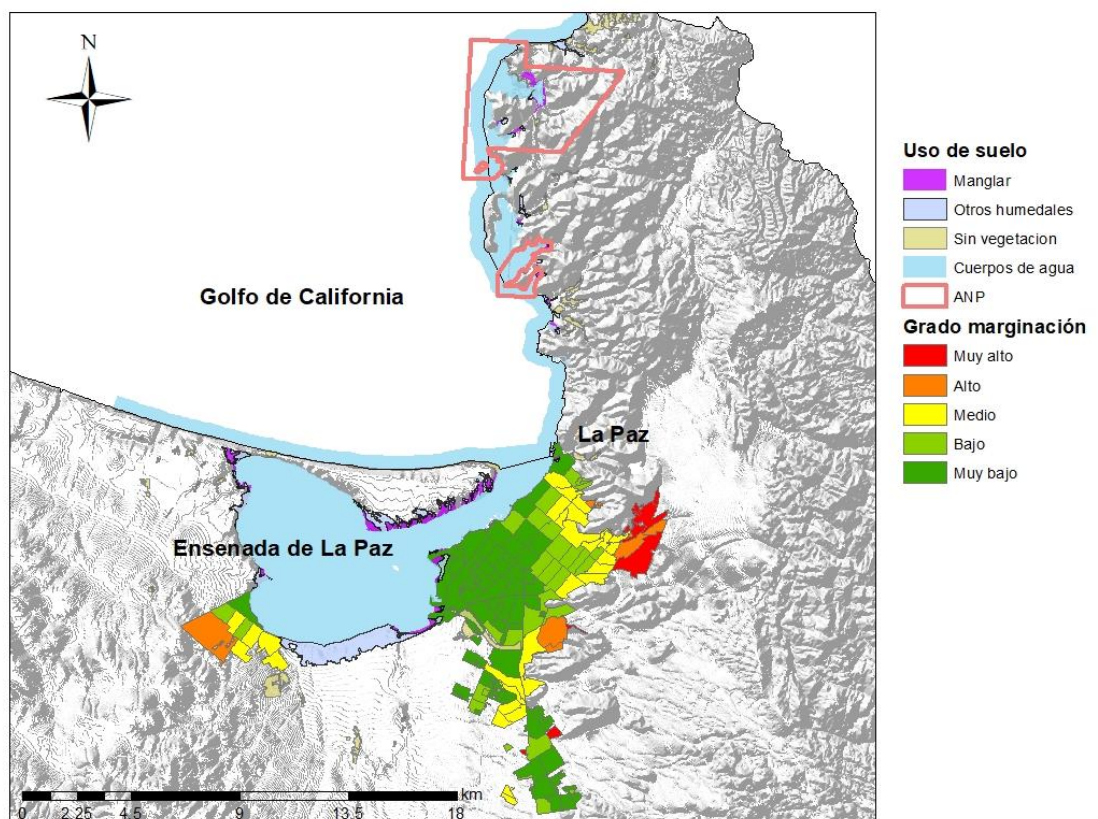 N
Golfo de California
La Paz
Ensenada de La Paz
km
0 2.25 4.5 9 13.5 18
Uso de suelo
Manglar
Otros humedales
Sin vegetacion
Cuerpos de agua
ANP
Grado marginación
Muy alto
Alto
Medio
Bajo
Muy bajo